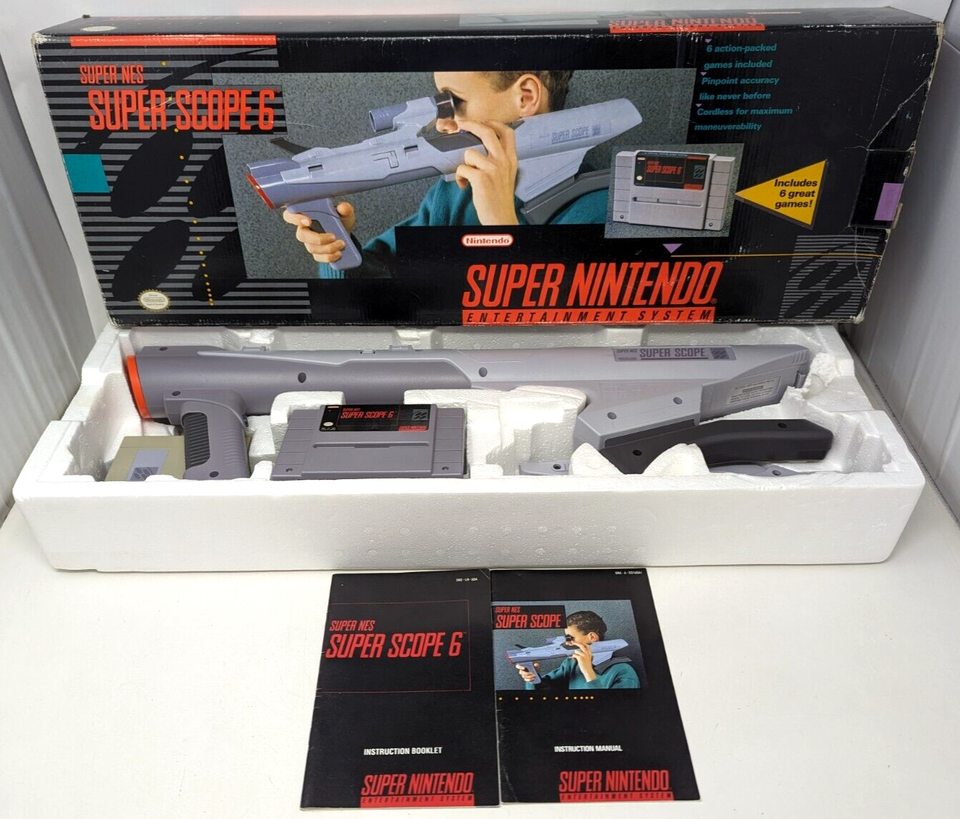 SUPER NINTENDO
SUPER NES
SUPER SCOPE 6
6 action-packed
games included
Pinpoint accuracy
like never before
Cordless for maximum
maneuverability
SUPER SCOPE
SUPER SCOPE 6
Includes
6 great
games!
Nintendo
SUPER NINTENDO
ENTERTAINMENT SYSTEM
SUPER SCOPE
SUPER SCOPE 6
SUPER NES
SUPER SCOPE 6
INSTRUCTION BOOKLET
SUPER NINTENDO
ENTERTAINMENT SYSTEM
SUPER NES
SUPER SCOPE
INSTRUCTION MANUAL
SUPER NINTENDO
ENTERTAINMENT SYSTEM